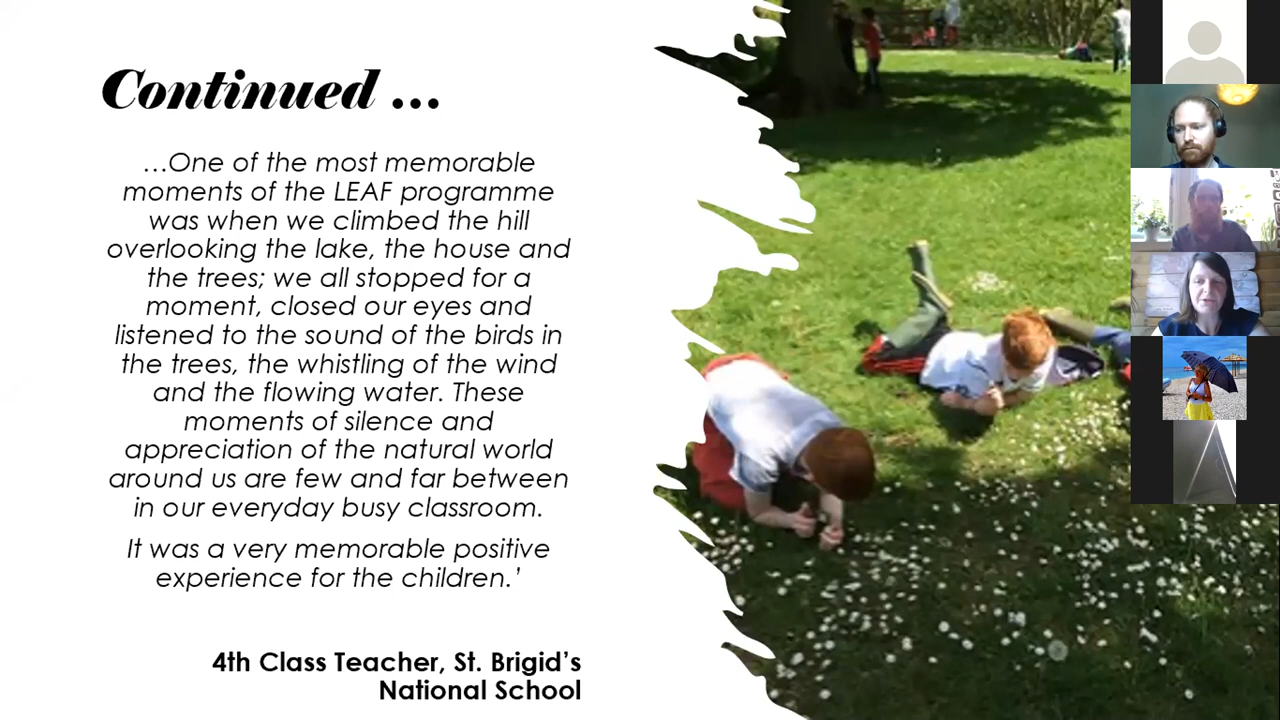 Continued ...
...One of the most memorable
moments of the LEAF programme
was when we climbed the hill
overlooking the lake, the house and
the trees; we all stopped for a
moment, closed our eyes and
listened to the sound of the birds in
the trees, the whistling of the wind
and the flowing water. These
moments of silence and
appreciation of the natural world
around us are few and far between
in our everyday busy classroom.
It was a very memorable positive
experience for the children.’
4th Class Teacher, St. Brigid’s
National School